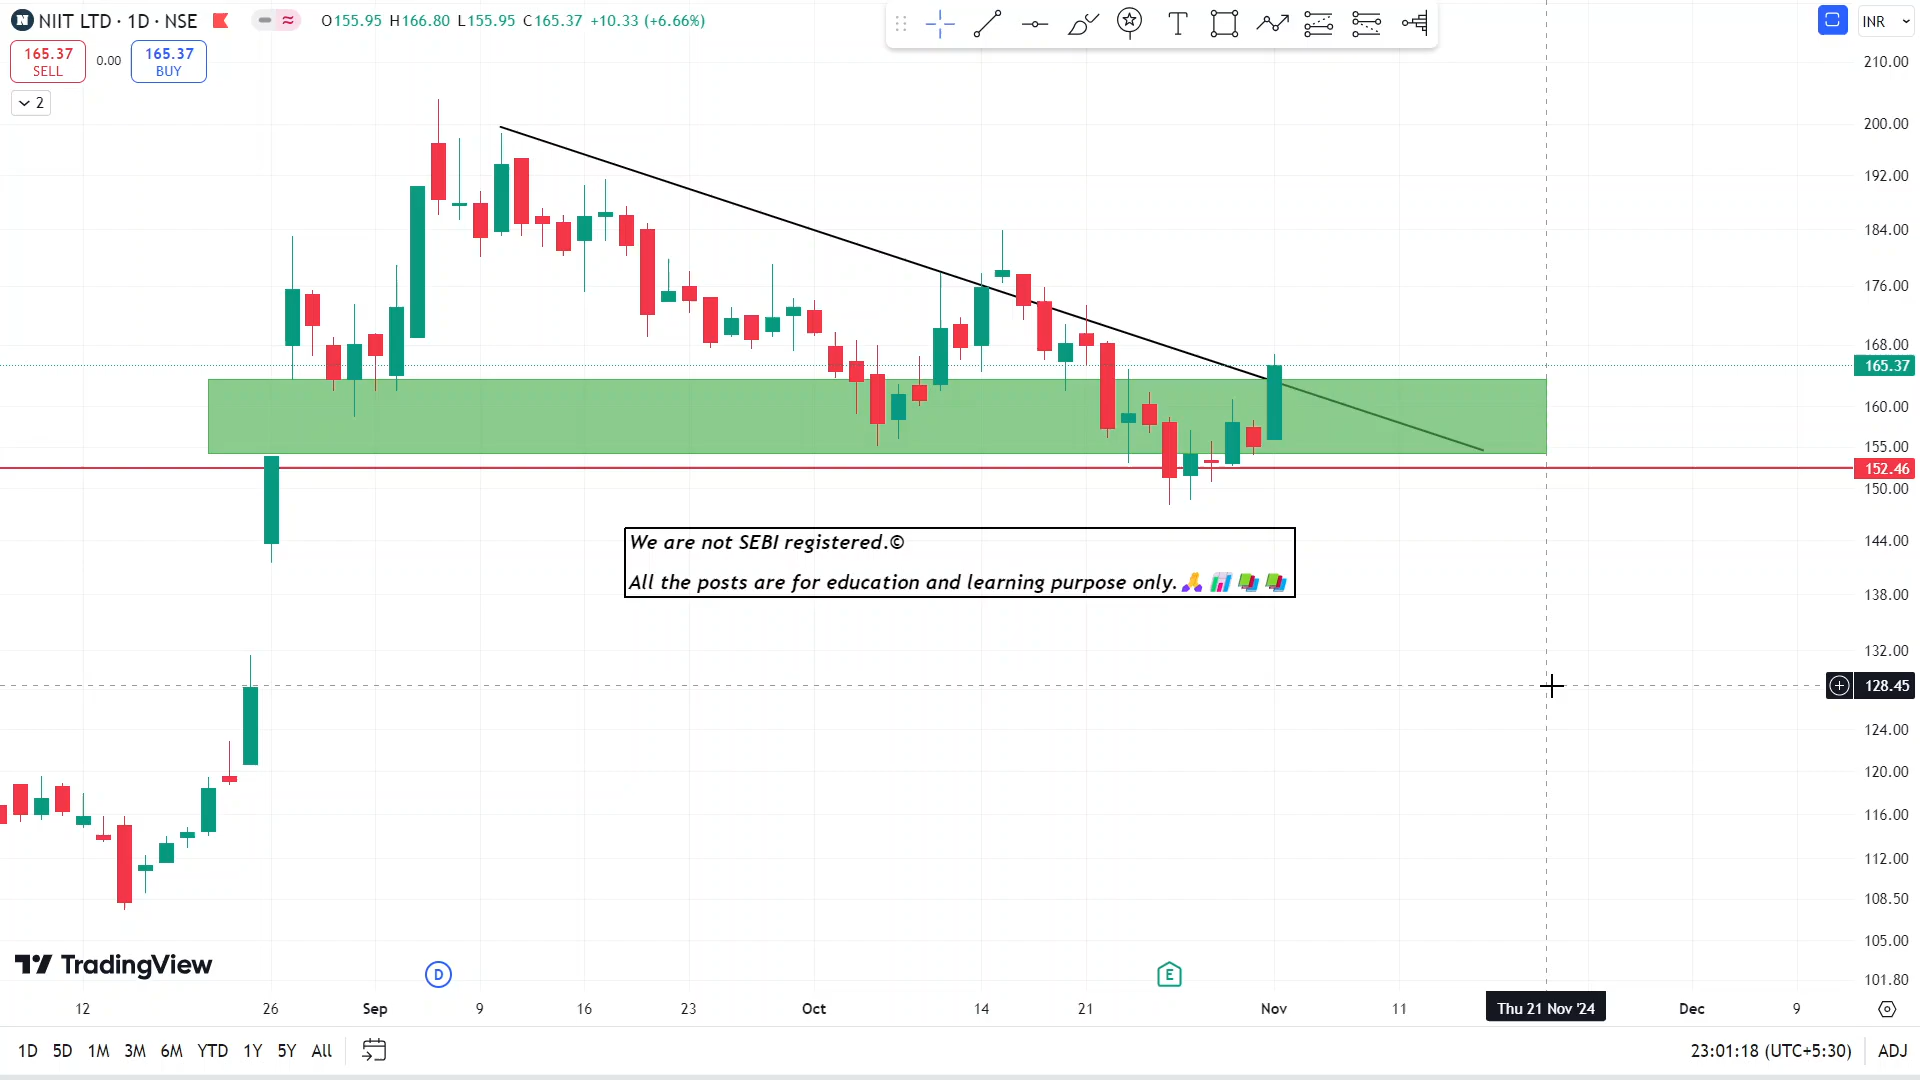 NIIT LTD · 1D · NSE O155.95 H166.80 L155.95 C165.37 +10.33 (+6.66%)
INR
165.37
SELL
0.00
165.37
BUY
2
210.00
200.00
192.00
184.00
176.00
168.00
165.37
160.00
155.00
152.46
150.00
144.00
138.00
132.00
128.45
124.00
120.00
116.00
112.00
108.50
105.00
101.80
We are not SEBI registered.©
All the posts are for education and learning purpose only.
TradingView
D
E
12 26 Sep 9 16 23 Oct 14 21 Nov 11 Thu 21 Nov '24 Dec 9
1D 5D 1M 3M 6M YTD 1Y 5Y All 23:01:18 (UTC+5:30) ADJ